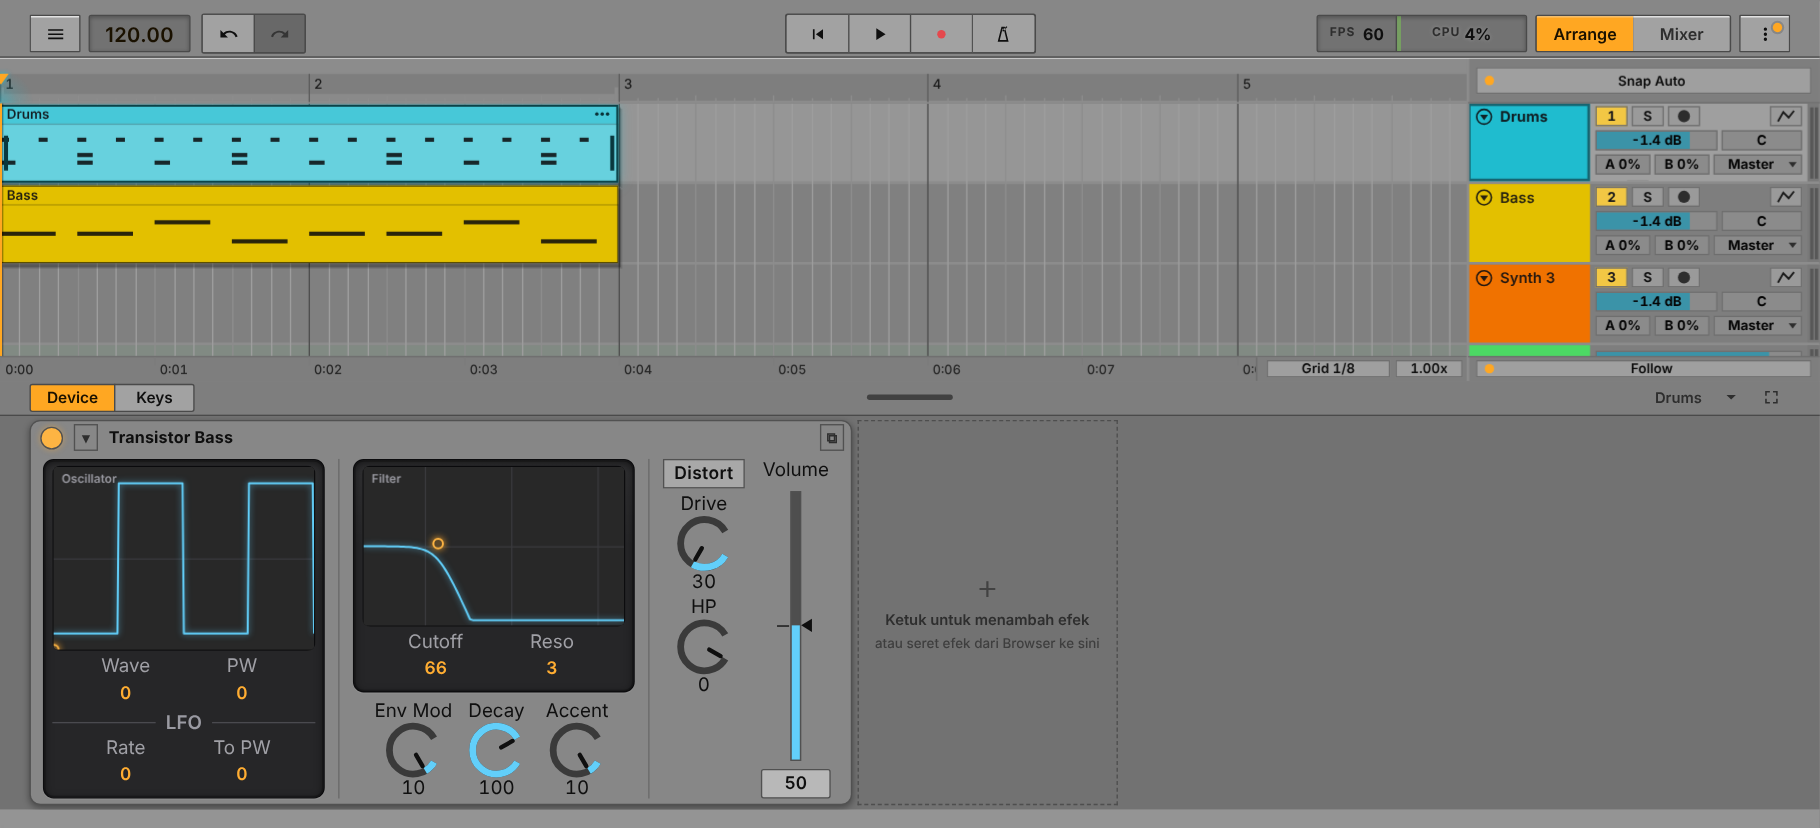 120.00
FPS 60
CPU 4%
Arrange
Mixer
1
2
3
4
5
Snap Auto
Drums
Drums
1
S
-1.4 dB
C
A 0%
B 0%
Master
Bass
Bass
2
S
-1.4 dB
C
A 0%
B 0%
Master
Synth 3
3
S
-1.4 dB
C
A 0%
B 0%
Master
0:00
0:01
0:02
0:03
0:04
0:05
0:06
0:07
Grid 1/8
1.00x
Follow
Device
Keys
Drums
Transistor Bass
Oscillator
Wave
PW
0
0
LFO
Rate
To PW
0
0
Filter
Cutoff
Reso
66
3
Env Mod
Decay
Accent
10
100
10
Distort
Drive
30
HP
0
Volume
50
Ketuk untuk menambah efek
atau seret efek dari Browser ke sini